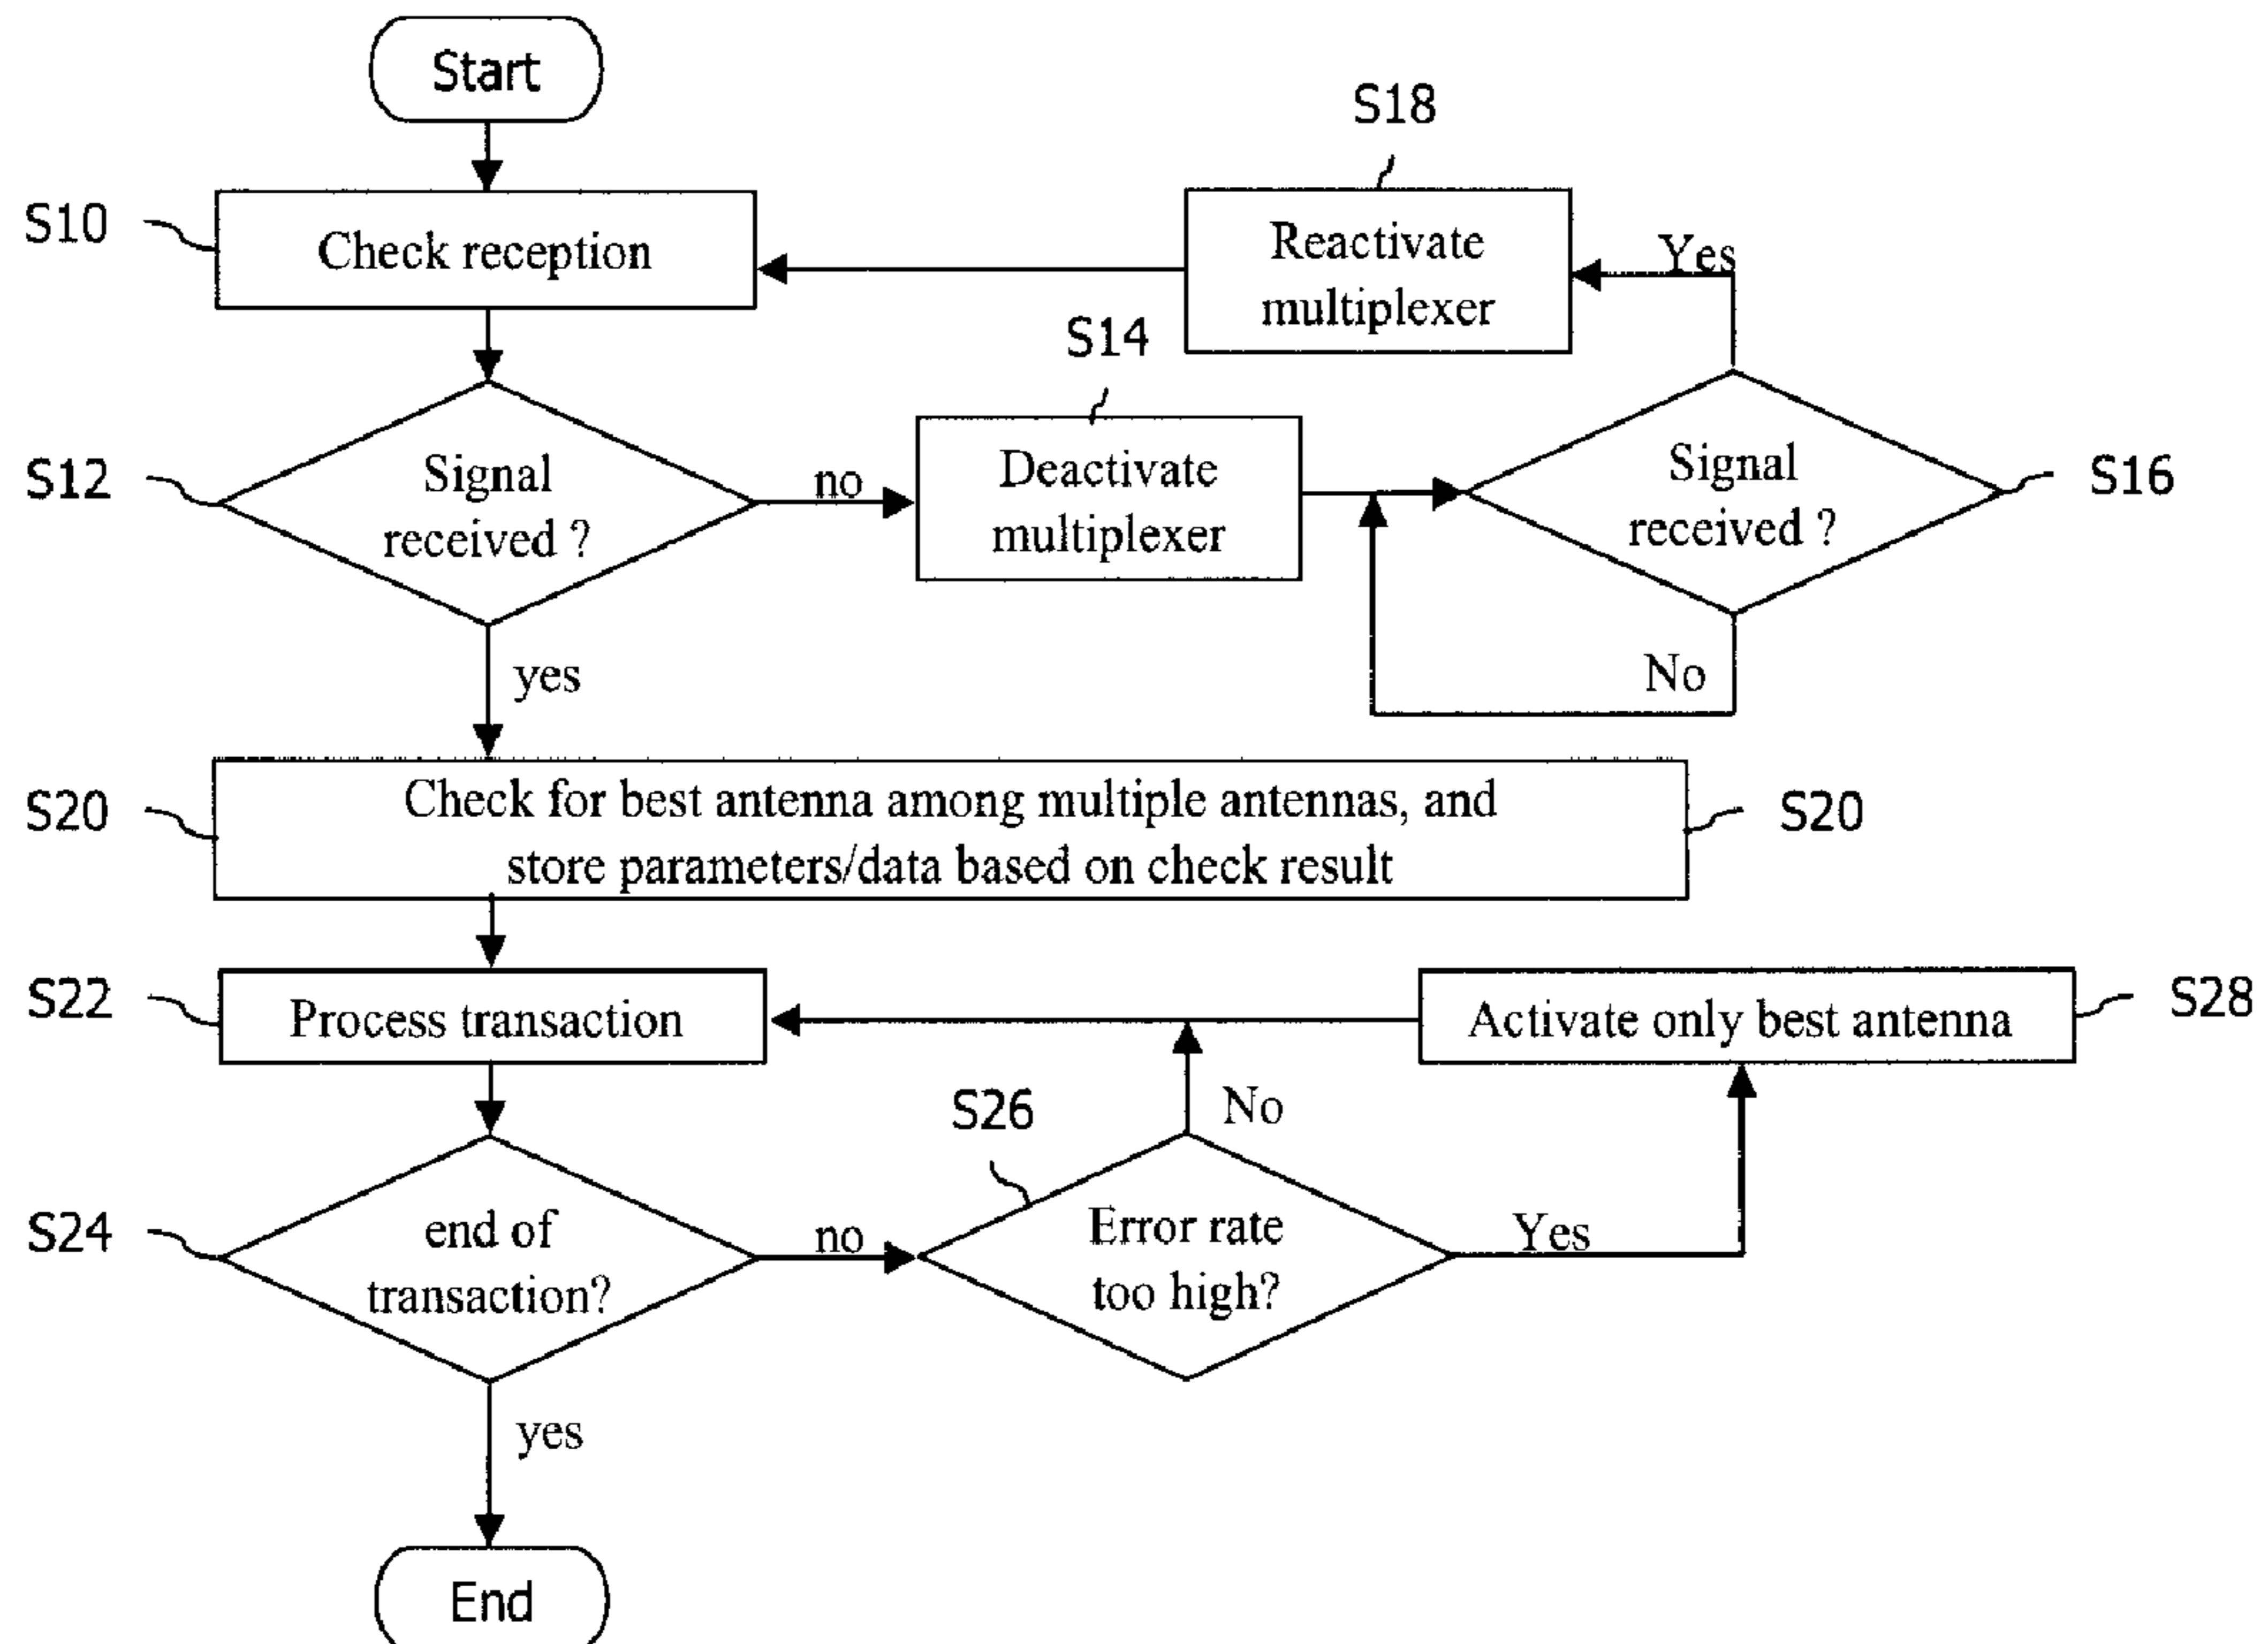 Start
S18
S10
Check reception
Reactivate
multiplexer
Yes
S14
S12
Signal
received ?
no
Deactivate
multiplexer
Signal
received ?
S16
No
yes
S20
Check for best antenna among multiple antennas, and
store parameters/data based on check result
S20
S22
Process transaction
Activate only best antenna
S28
S26
No
S24
end of
transaction?
no
Error rate
too high?
Yes
yes
End